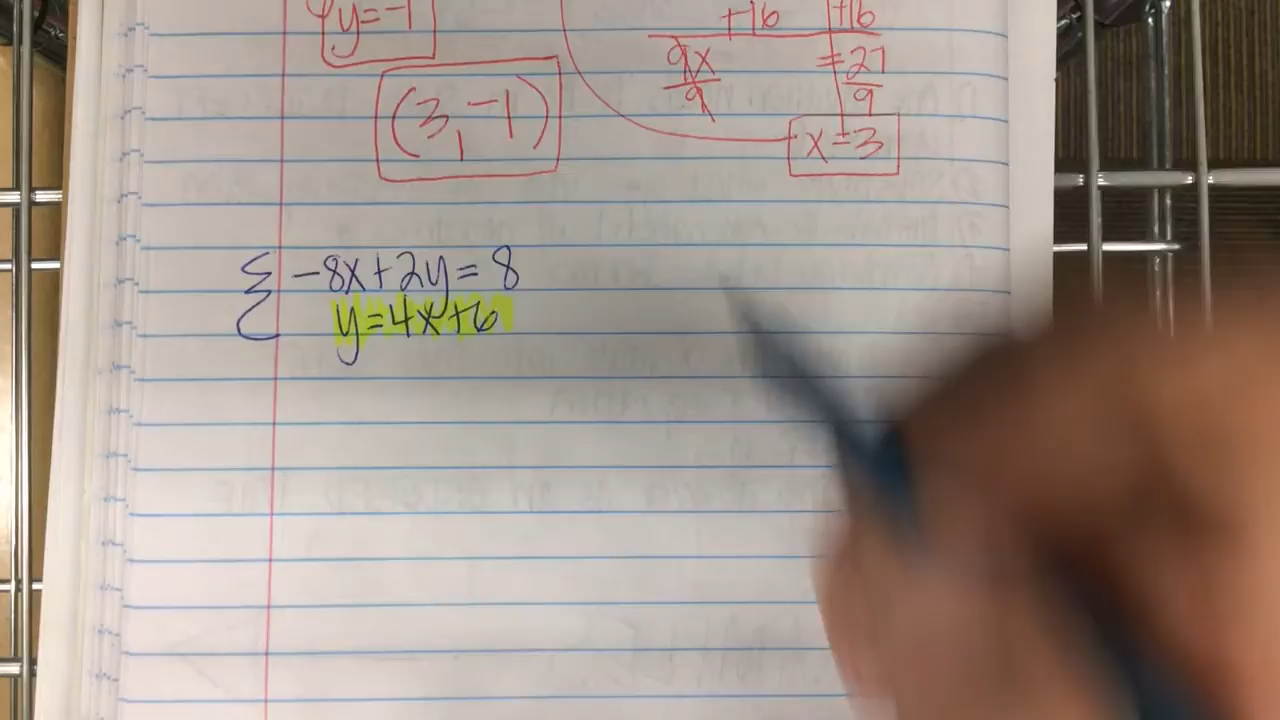 y=-1
+16 +16
9x =27
9 9
(3,-1)
x=3
-8x+2y=8
y=4x+6